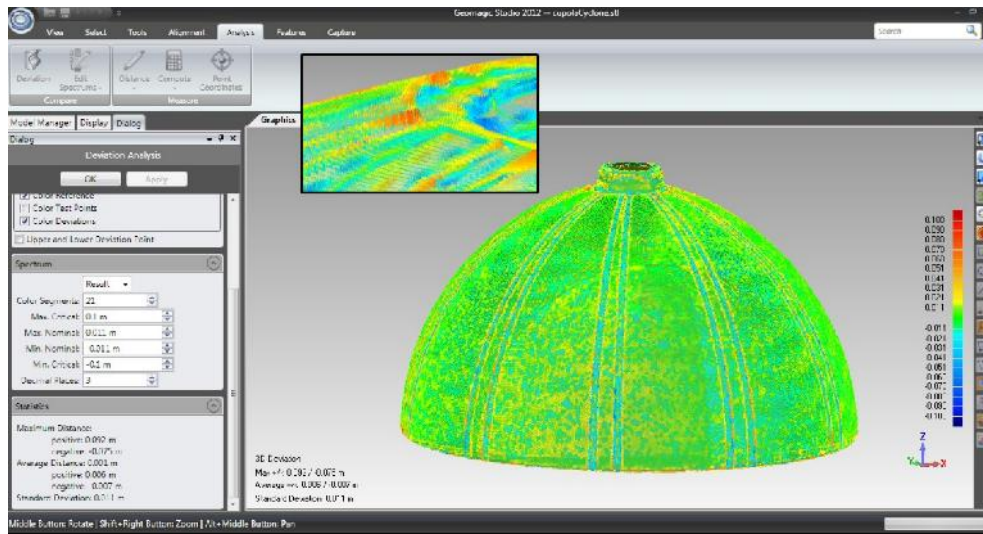 Geomagic Studio 2012 -- cupolaCyclone.stl
View Select Tools Alignment Analysis Features Capture
Search
Deviation Edit Spectrums Distance Compute Point Coordinates
Compare Measure
Model Manager Display Dialog
Graphics
Dialog
Deviation Analysis
OK Apply
Color Reference
Color Test Points
Color Deviations
Upper and Lower Deviation Point
Spectrum
Result
Color Segments: 21
Max. Critical: 0.1 m
Max. Nominal: 0.011 m
Min. Nominal: -0.011 m
Min. Critical: -0.1 m
Decimal Places: 3
Statistics
Maximum Distance:
positive: 0.092 m
negative: -0.075 m
Average Distance: 0.001 m
positive: 0.006 m
negative: -0.007 m
Standard Deviation: 0.011 m
0.100
0.090
0.080
0.070
0.060
0.051
0.041
0.031
0.021
-0.011
-0.021
-0.031
-0.041
-0.051
3D Deviation
Standard Deviation: 0.011 m
Z
Y X
Middle Button: Rotate | Shift+Right Button: Zoom | Alt+Middle Button: Pan